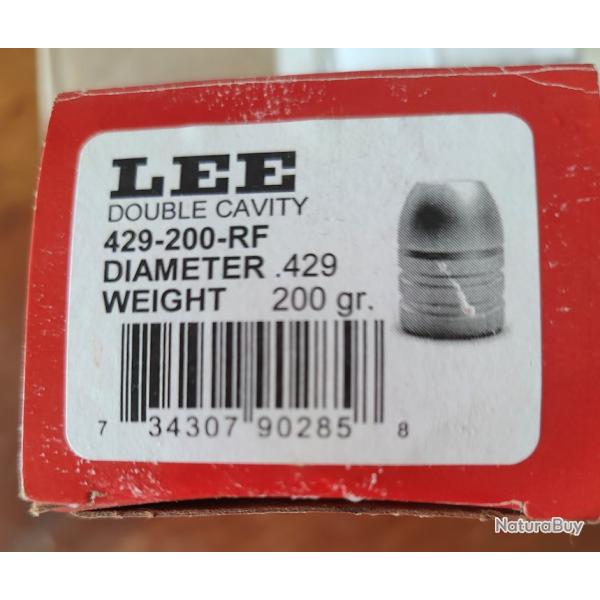 LEE
DOUBLE CAVITY
429-200-RF
DIAMETER .429
WEIGHT 200 gr.
7 34307 90285 8
NaturaBuy